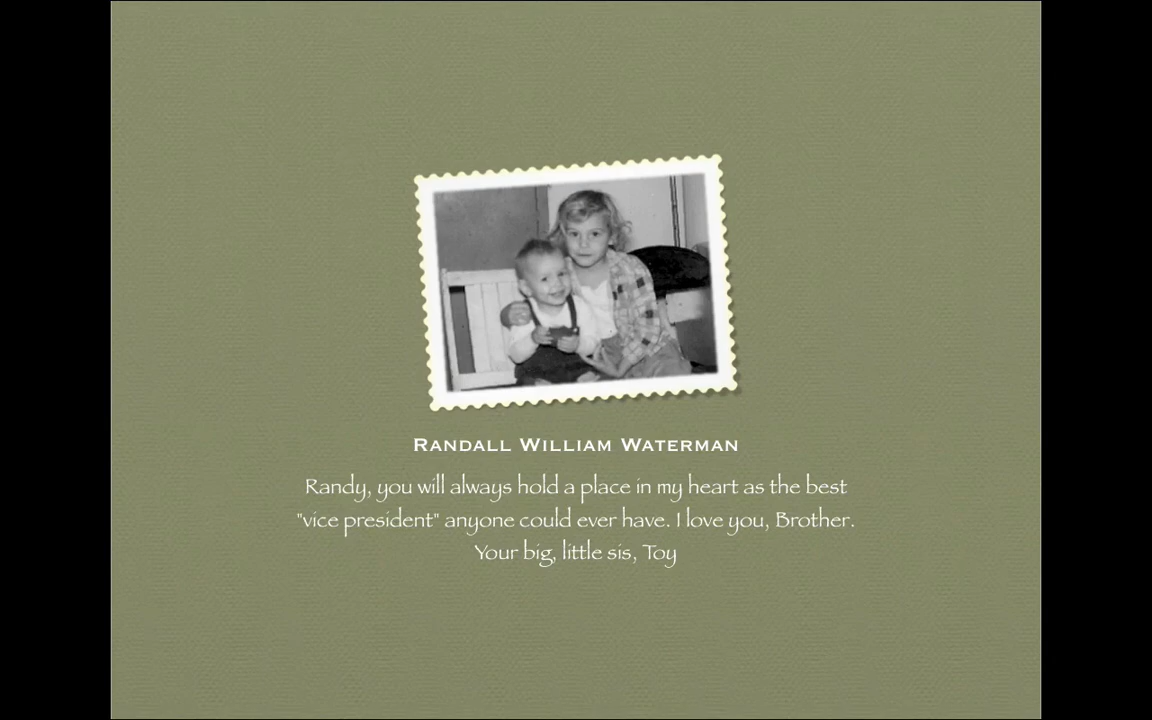 Randall William Waterman
Randy, you will always hold a place in my heart as the best
"vice president" anyone could ever have. I love you, Brother.
Your big, little sis, Toy